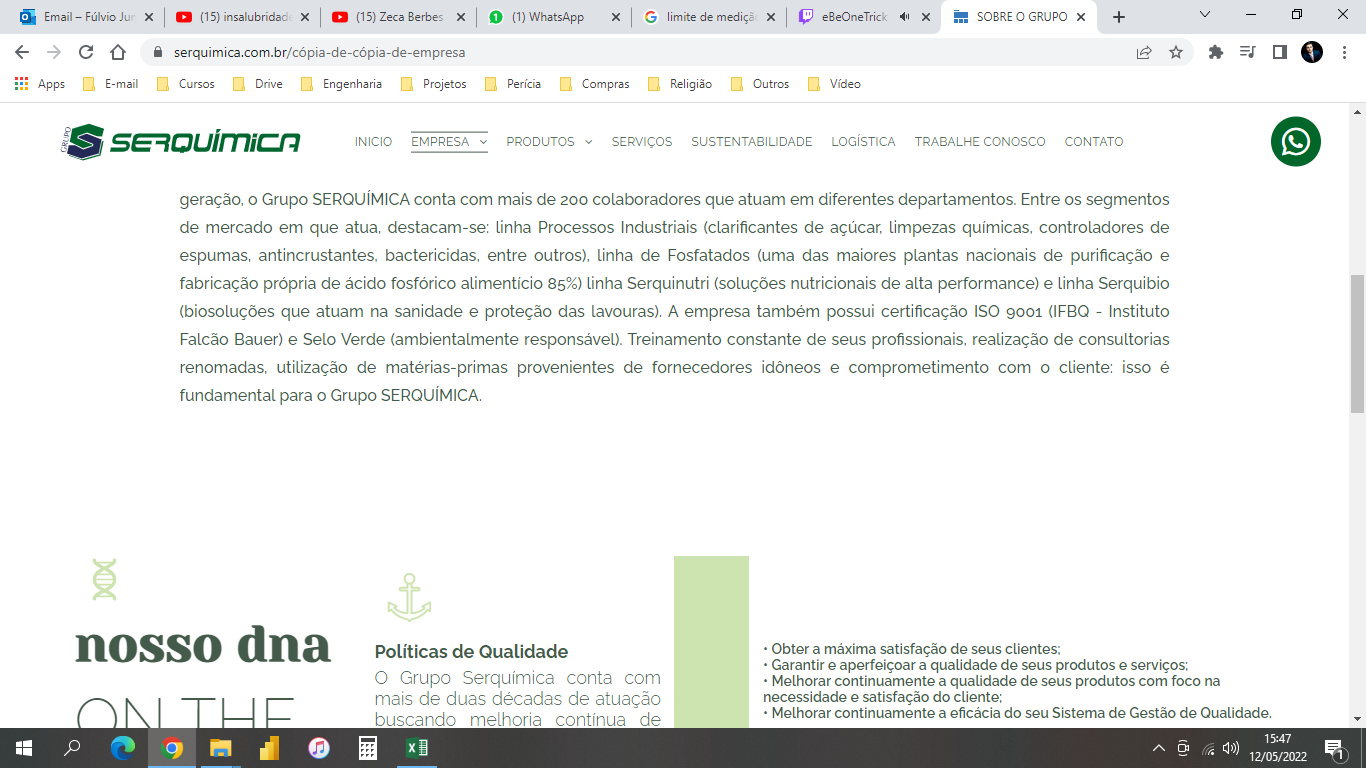 Email – Fúlvio Jun
(15) insalubridade
(15) Zeca Berbes
(1) WhatsApp
limite de mediçã
eBeOneTrick
SOBRE O GRUPO
serquimica.com.br/cópia-de-cópia-de-empresa
Apps E-mail Cursos Drive Engenharia Projetos Perícia Compras Religião Outros Vídeo
GRUPO SERQUÍMICA
INICIO EMPRESA PRODUTOS SERVIÇOS SUSTENTABILIDADE LOGÍSTICA TRABALHE CONOSCO CONTATO
geração, o Grupo SERQUÍMICA conta com mais de 200 colaboradores que atuam em diferentes departamentos. Entre os segmentos
de mercado em que atua, destacam-se: linha Processos Industriais (clarificantes de açúcar, limpezas químicas, controladores de
espumas, antincrustantes, bactericidas, entre outros), linha de Fosfatados (uma das maiores plantas nacionais de purificação e
fabricação própria de ácido fosfórico alimentício 85%) linha Serquinutri (soluções nutricionais de alta performance) e linha Serquibio
(biosoluções que atuam na sanidade e proteção das lavouras). A empresa também possui certificação ISO 9001 (IFBQ - Instituto
Falcão Bauer) e Selo Verde (ambientalmente responsável). Treinamento constante de seus profissionais, realização de consultorias
renomadas, utilização de matérias-primas provenientes de fornecedores idôneos e comprometimento com o cliente: isso é
fundamental para o Grupo SERQUÍMICA.
nosso dna
ON THE
Políticas de Qualidade
O Grupo Serquímica conta com
mais de duas décadas de atuação
buscando melhoria contínua de
• Obter a máxima satisfação de seus clientes;
• Garantir e aperfeiçoar a qualidade de seus produtos e serviços;
• Melhorar continuamente a qualidade de seus produtos com foco na
necessidade e satisfação do cliente;
• Melhorar continuamente a eficácia do seu Sistema de Gestão de Qualidade.
15:47
12/05/2022
1